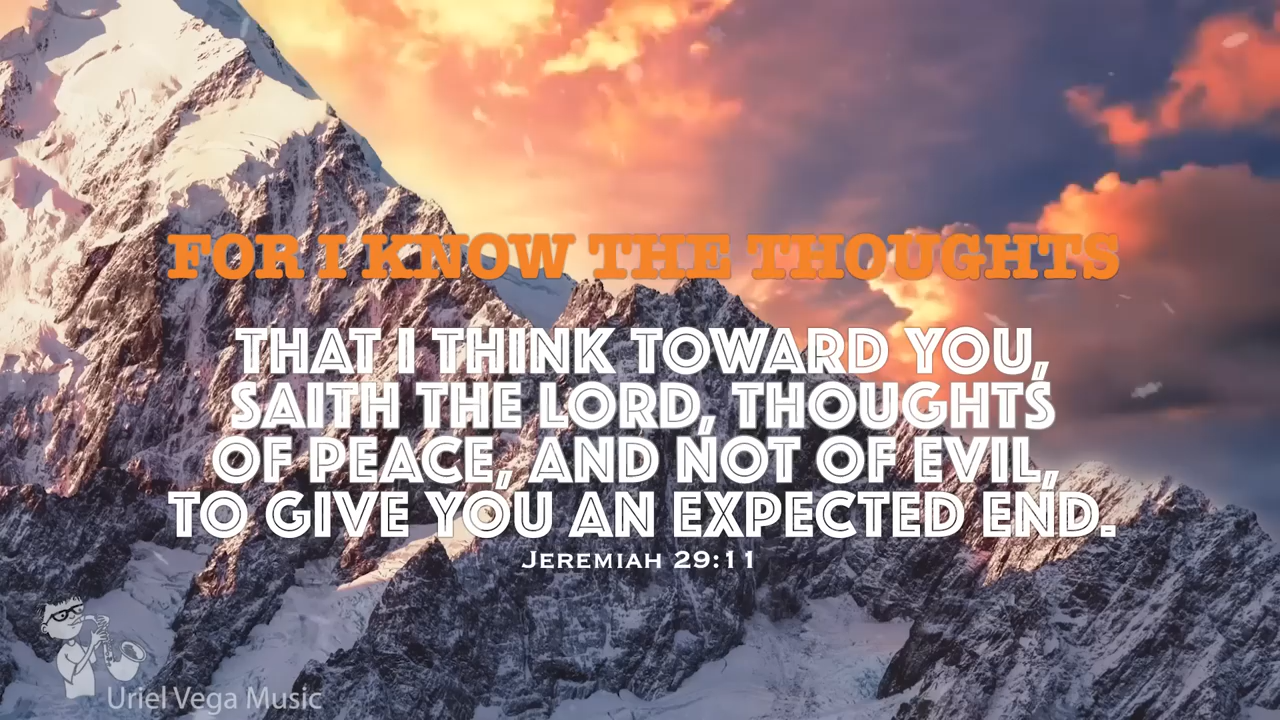 FOR I KNOW THE THOUGHTS
THAT I THINK TOWARD YOU,
SAITH THE LORD, THOUGHTS
OF PEACE, AND NOT OF EVIL,
TO GIVE YOU AN EXPECTED END.
JEREMIAH 29:11
Uriel Vega Music